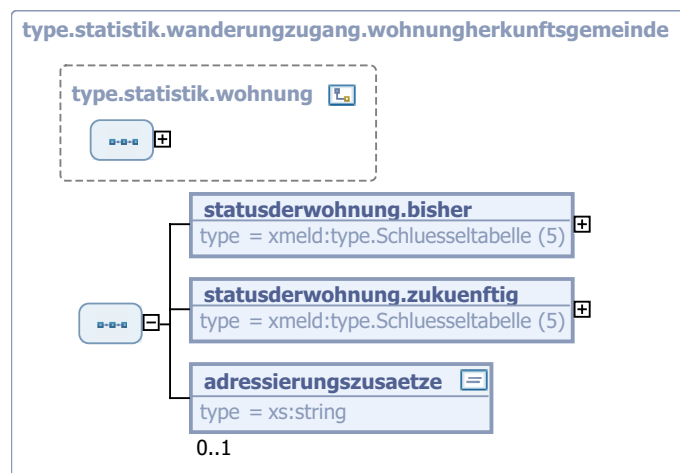 type.statistik.wanderungzugang.wohnungherkunftsgemeinde
type.statistik.wohnung
statusderwohnung.bisher
type = xmeld:type.Schluesseltabelle (5)
statusderwohnung.zukuenftig
type = xmeld:type.Schluesseltabelle (5)
adressierungszusaetze
type = xs:string
0..1